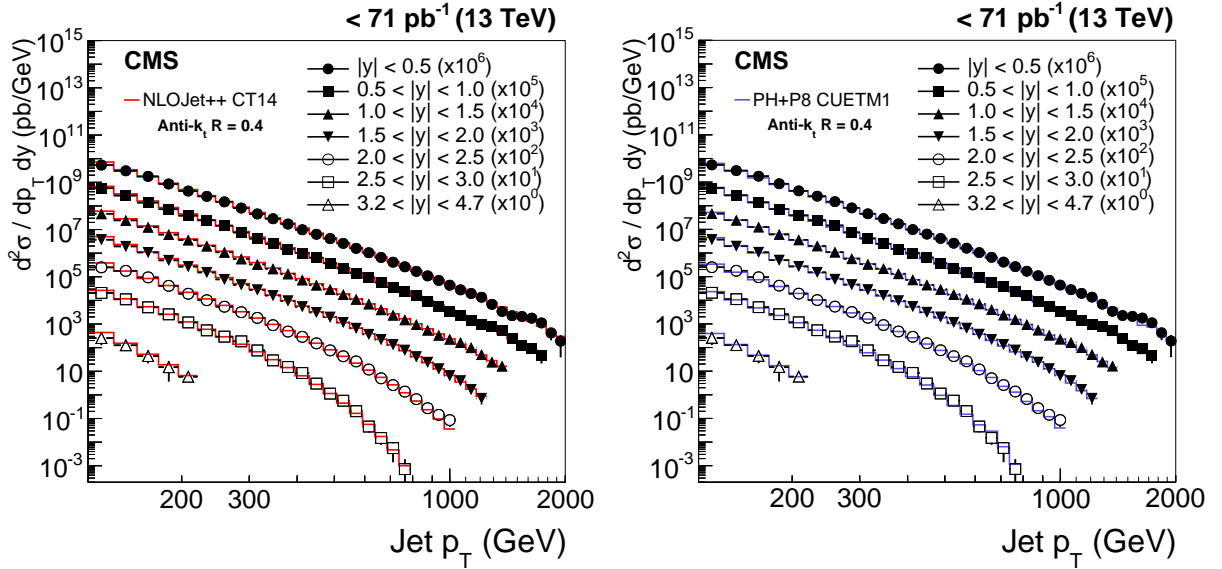 < 71 pb⁻¹ (13 TeV)
CMS
NLOJet++ CT14
Anti-kₜ R = 0.4
|y| < 0.5 (x10⁶)
0.5 < |y| < 1.0 (x10⁵)
1.0 < |y| < 1.5 (x10⁴)
1.5 < |y| < 2.0 (x10³)
2.0 < |y| < 2.5 (x10²)
2.5 < |y| < 3.0 (x10¹)
3.2 < |y| < 4.7 (x10⁰)
d²σ / dp_T dy (pb/GeV)
10¹⁵
10¹³
10¹¹
10⁹
10⁷
10⁵
10³
10
10⁻¹
10⁻³
200 300 1000 2000
Jet p_T (GeV)
< 71 pb⁻¹ (13 TeV)
CMS
PH+P8 CUETM1
Anti-kₜ R = 0.4
|y| < 0.5 (x10⁶)
0.5 < |y| < 1.0 (x10⁵)
1.0 < |y| < 1.5 (x10⁴)
1.5 < |y| < 2.0 (x10³)
2.0 < |y| < 2.5 (x10²)
2.5 < |y| < 3.0 (x10¹)
3.2 < |y| < 4.7 (x10⁰)
d²σ / dp_T dy (pb/GeV)
10¹⁵
10¹³
10¹¹
10⁹
10⁷
10⁵
10³
10
10⁻¹
10⁻³
200 300 1000 2000
Jet p_T (GeV)